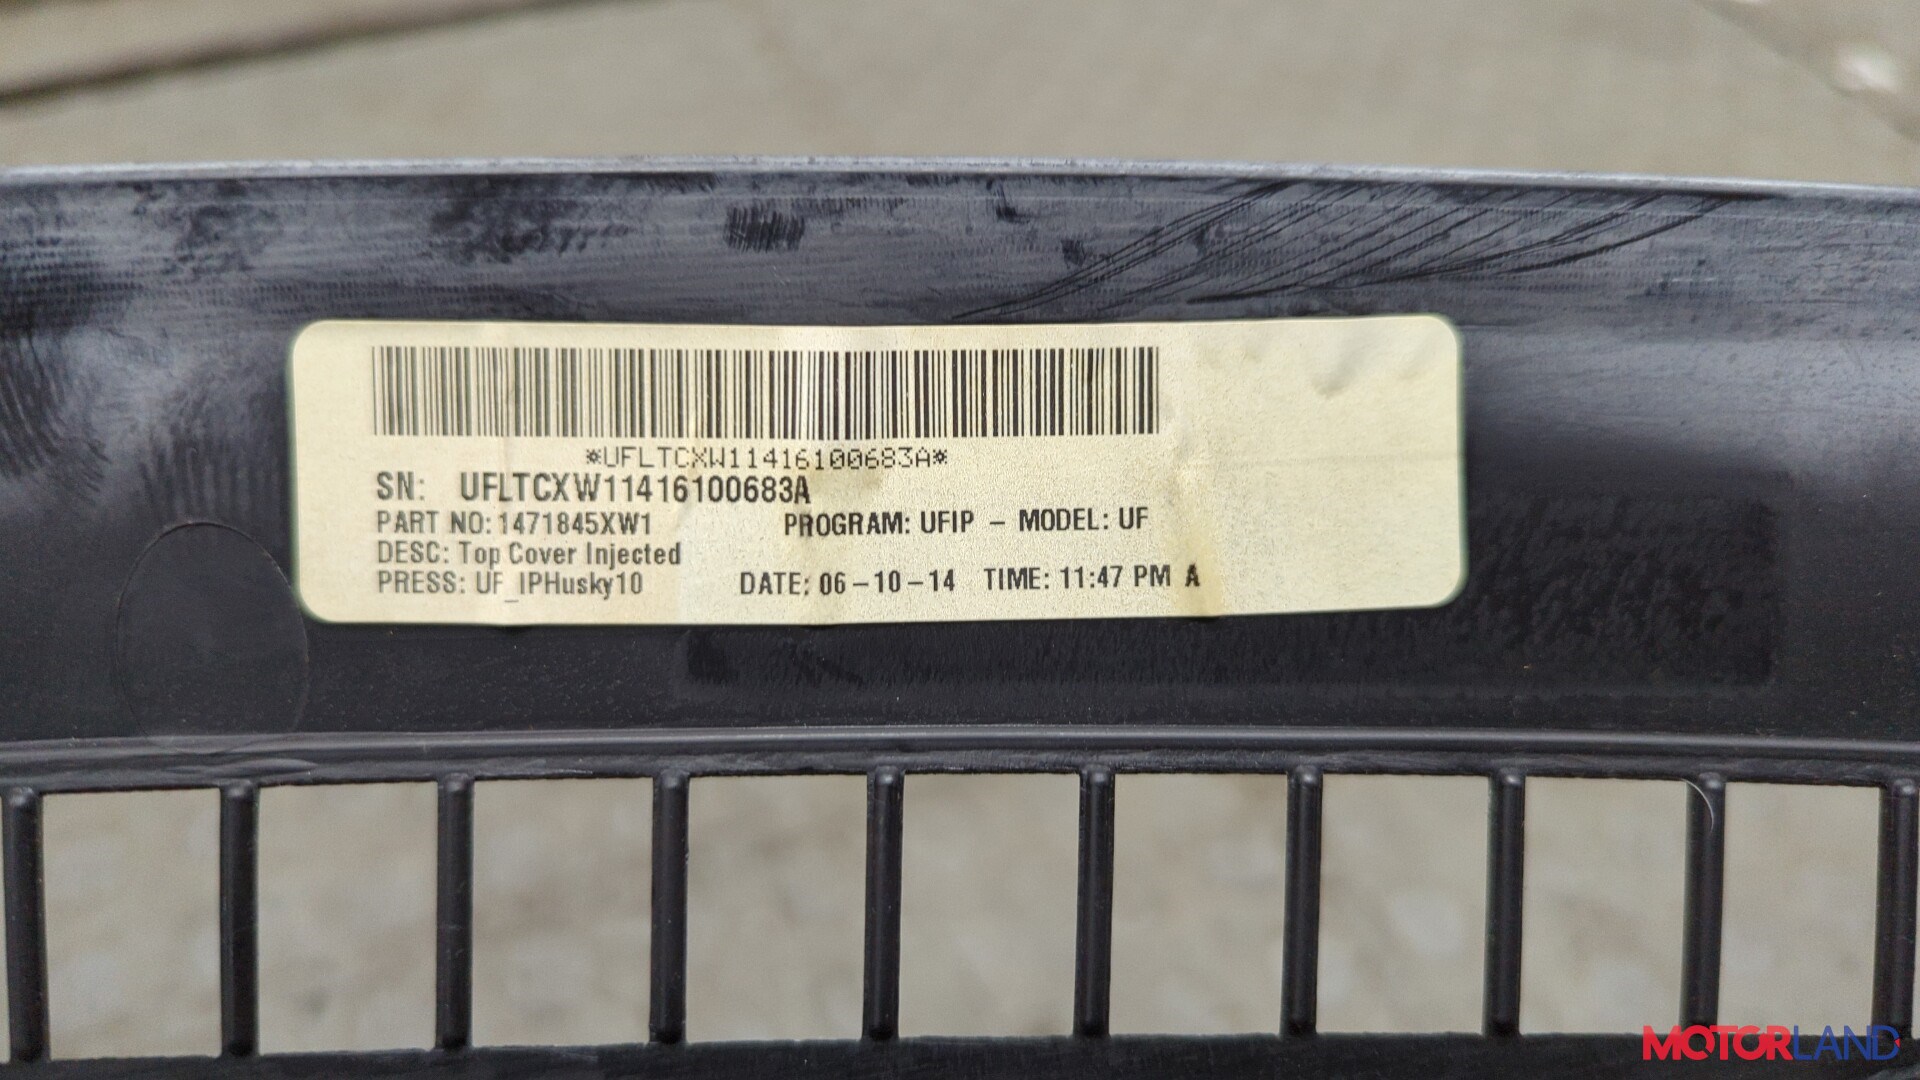 *UFLTCXW11416100683A*
SN: UFLTCXW11416100683A
PART NO: 1471845XW1 PROGRAM: UFIP - MODEL: UF
DESC: Top Cover Injected
PRESS: UF_IPHusky10 DATE: 06-10-14 TIME: 11:47 PM A
MOTORLAND